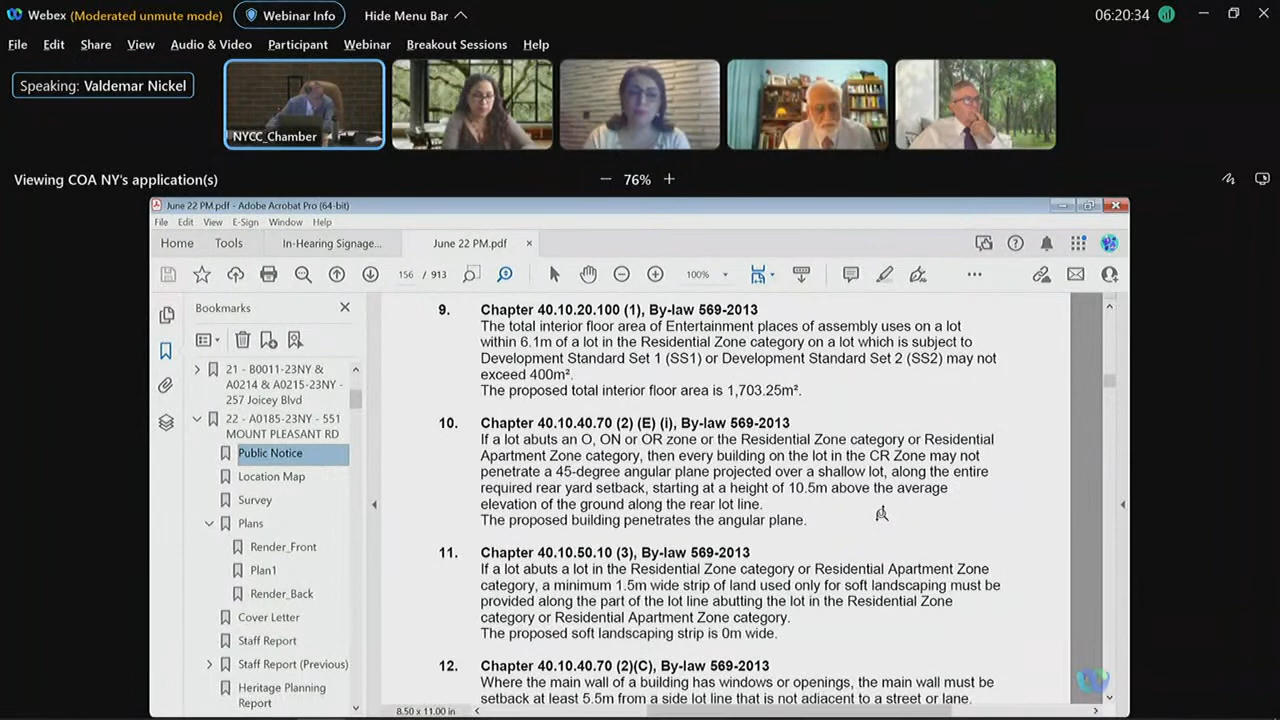 Webex (Moderated unmute mode) Webinar Info Hide Menu Bar 06:20:34
File Edit Share View Audio & Video Participant Webinar Breakout Sessions Help
Speaking: Valdemar Nickel
NYCC_Chamber
Viewing COA NY's application(s) 76%
June 22 PM.pdf - Adobe Acrobat Pro (64-bit)
File Edit View E-Sign Window Help
Home Tools In-Hearing Signage... June 22 PM.pdf
156 / 913 100%
Bookmarks
21 - B0011-23NY &
A0214 & A0215-23NY -
257 Joicey Blvd
22 - A0185-23NY - 551
MOUNT PLEASANT RD
Public Notice
Location Map
Survey
Plans
Render_Front
Plan1
Render_Back
Cover Letter
Staff Report
Staff Report (Previous)
Heritage Planning
Report
9. Chapter 40.10.20.100 (1), By-law 569-2013
The total interior floor area of Entertainment places of assembly uses on a lot
within 6.1m of a lot in the Residential Zone category on a lot which is subject to
Development Standard Set 1 (SS1) or Development Standard Set 2 (SS2) may not
exceed 400m².
The proposed total interior floor area is 1,703.25m².
10. Chapter 40.10.40.70 (2) (E) (i), By-law 569-2013
If a lot abuts an O, ON or OR zone or the Residential Zone category or Residential
Apartment Zone category, then every building on the lot in the CR Zone may not
penetrate a 45-degree angular plane projected over a shallow lot, along the entire
required rear yard setback, starting at a height of 10.5m above the average
elevation of the ground along the rear lot line.
The proposed building penetrates the angular plane.
11. Chapter 40.10.50.10 (3), By-law 569-2013
If a lot abuts a lot in the Residential Zone category or Residential Apartment Zone
category, a minimum 1.5m wide strip of land used only for soft landscaping must be
provided along the part of the lot line abutting the lot in the Residential Zone
category or Residential Apartment Zone category.
The proposed soft landscaping strip is 0m wide.
12. Chapter 40.10.40.70 (2)(C), By-law 569-2013
Where the main wall of a building has windows or openings, the main wall must be
setback at least 5.5m from a side lot line that is not adjacent to a street or lane.
8.50 x 11.00 in